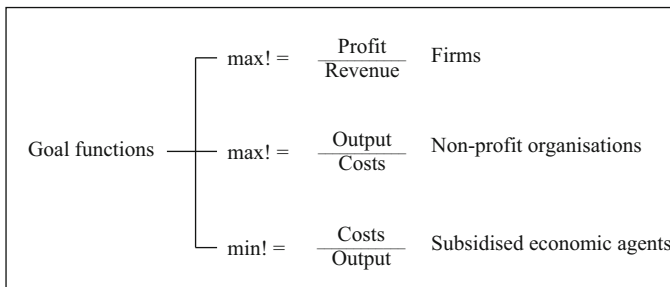 max! = Profit Firms
Revenue
Goal functions max! = Output Non-profit organisations
Costs
min! = Costs Subsidised economic agents
Output